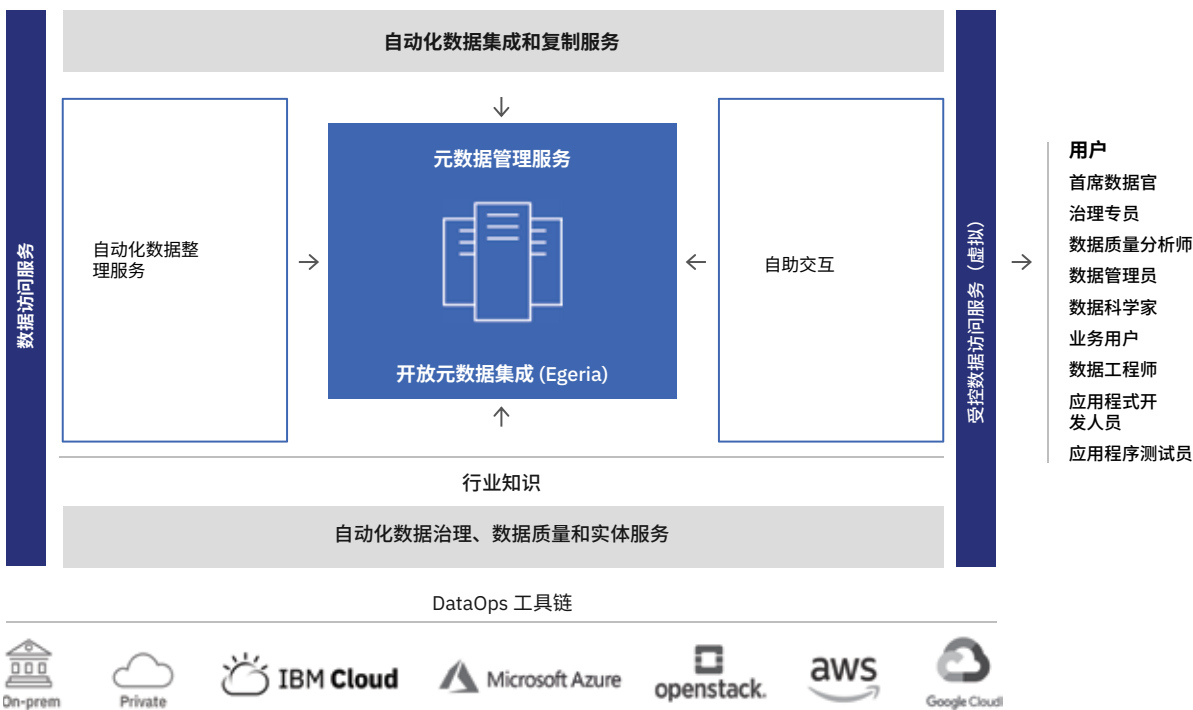 自动化数据集成和复制服务
数据访问服务
自动化数据整
理服务
元数据管理服务
开放元数据集成 (Egeria)
自助交互
受控数据访问服务（虚拟）
用户
首席数据官
治理专员
数据质量分析师
数据管理员
数据科学家
业务用户
数据工程师
应用程式开
发人员
应用程序测试员
行业知识
自动化数据治理、数据质量和实体服务
DataOps 工具链
On-prem
Private
IBM Cloud
Microsoft Azure
openstack.
aws
Google Cloud